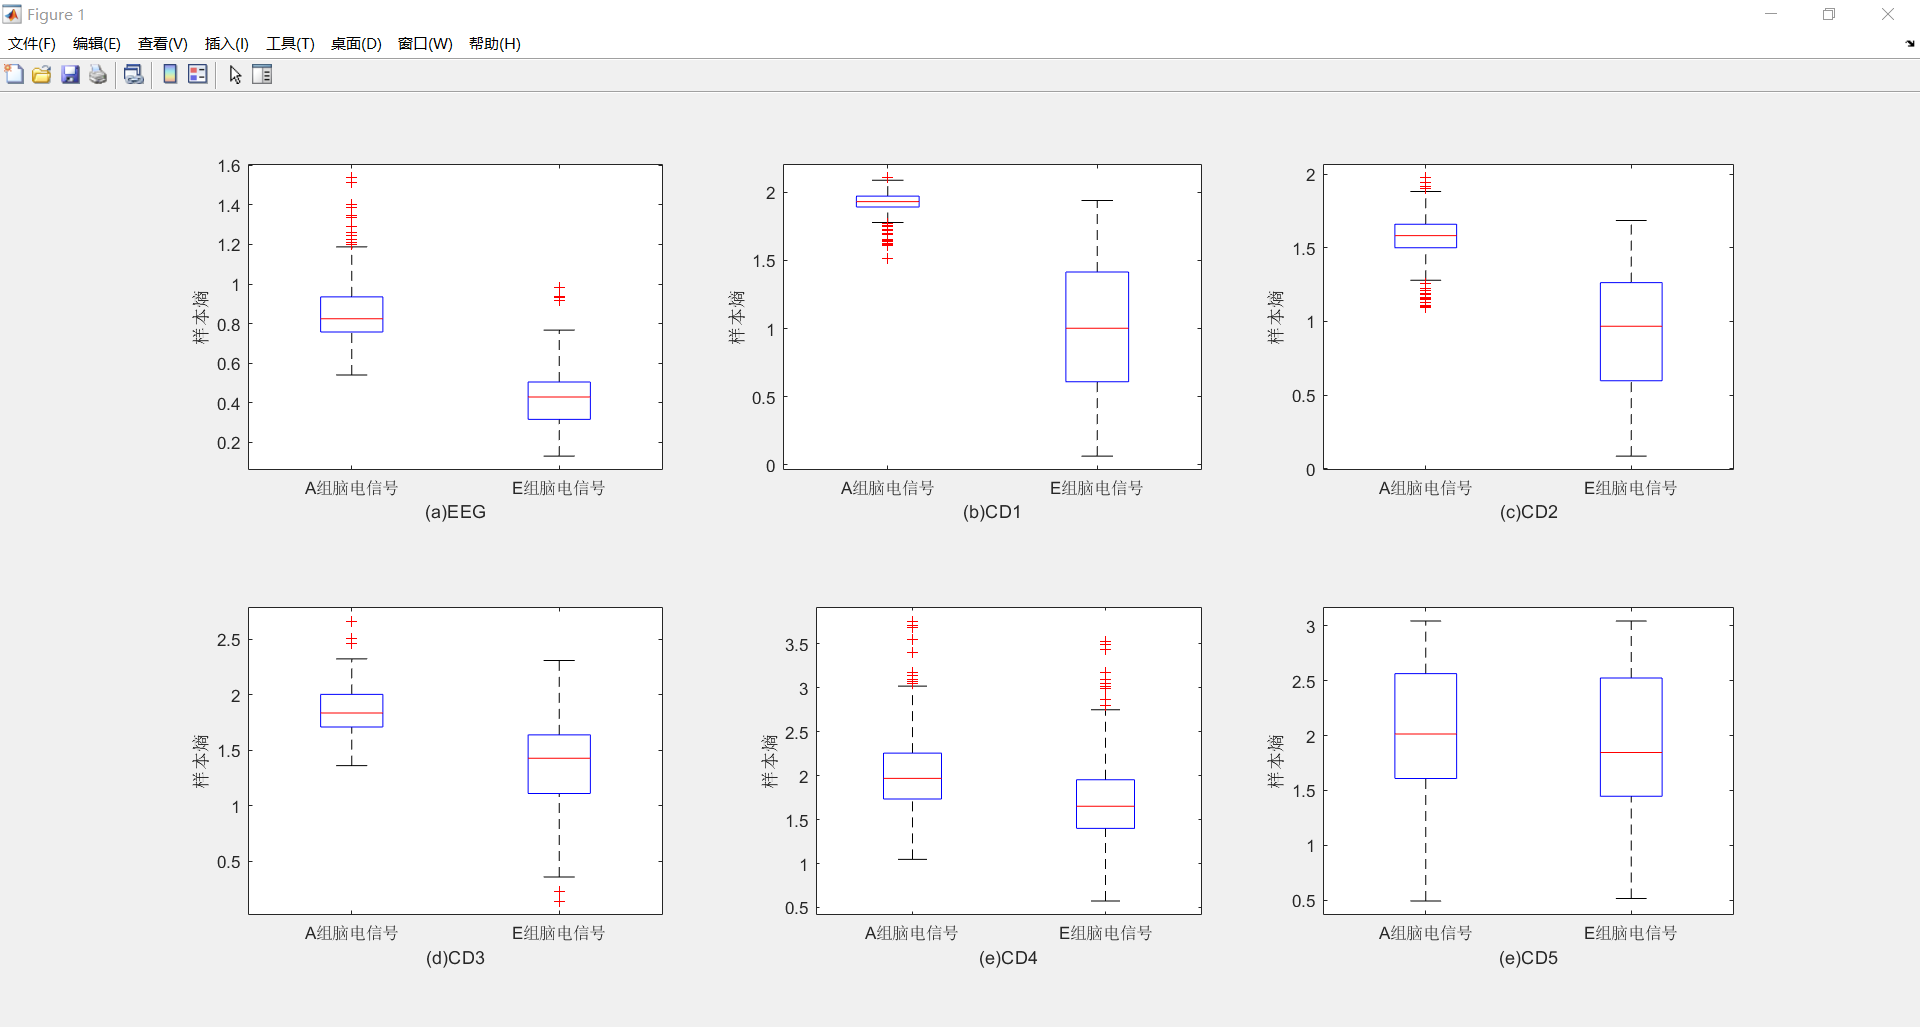 Figure 1
文件(F) 编辑(E) 查看(V) 插入(I) 工具(T) 桌面(D) 窗口(W) 帮助(H)
样本熵
1.6
1.4
1.2
1
0.8
0.6
0.4
0.2
A组脑电信号 E组脑电信号
(a)EEG
样本熵
2
1.5
1
0.5
0
A组脑电信号 E组脑电信号
(b)CD1
样本熵
2
1.5
1
0.5
0
A组脑电信号 E组脑电信号
(c)CD2
样本熵
2.5
2
1.5
1
0.5
A组脑电信号 E组脑电信号
(d)CD3
样本熵
3.5
3
2.5
2
1.5
1
0.5
A组脑电信号 E组脑电信号
(e)CD4
样本熵
3
2.5
2
1.5
1
0.5
A组脑电信号 E组脑电信号
(e)CD5